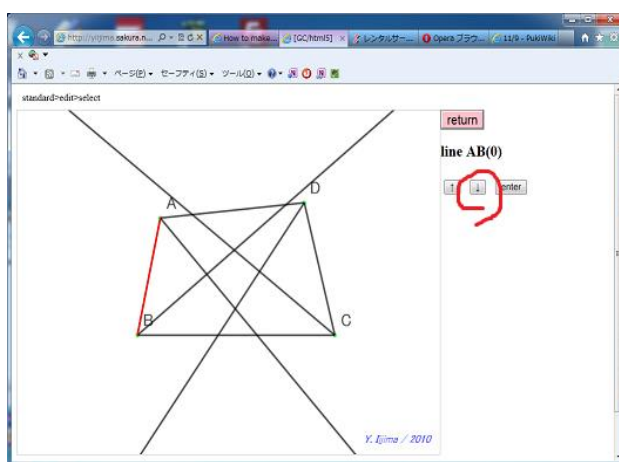 http://yiijima.sakura.n...
How to make...
[GC/html5]
レンタルサー...
Opera ブラウ...
11/9 - PukiWiki
ページ(P)
セーフティ(S)
ツール(O)
standard>edit>select
return
line AB(0)
↑ ↓ enter
A
D
B
C
Y. Iijima / 2010